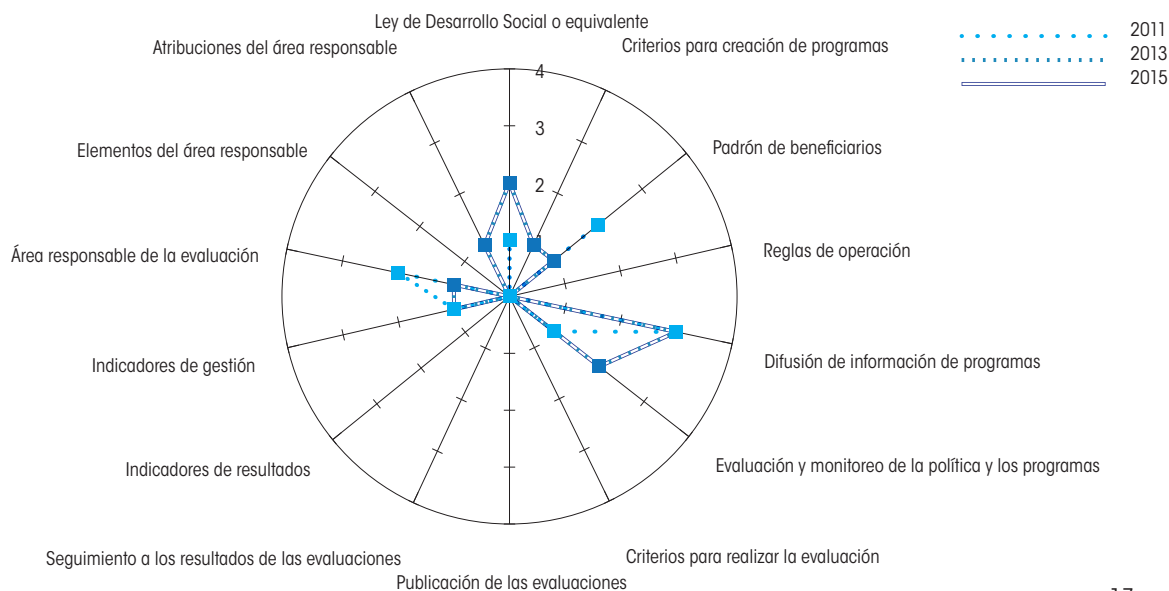 Ley de Desarrollo Social o equivalente
Atribuciones del área responsable
Criterios para creación de programas
2011
2013
2015
4
3
2
Elementos del área responsable
Padrón de beneficiarios
Área responsable de la evaluación
Reglas de operación
Indicadores de gestión
Difusión de información de programas
Indicadores de resultados
Evaluación y monitoreo de la política y los programas
Seguimiento a los resultados de las evaluaciones
Criterios para realizar la evaluación
Publicación de las evaluaciones